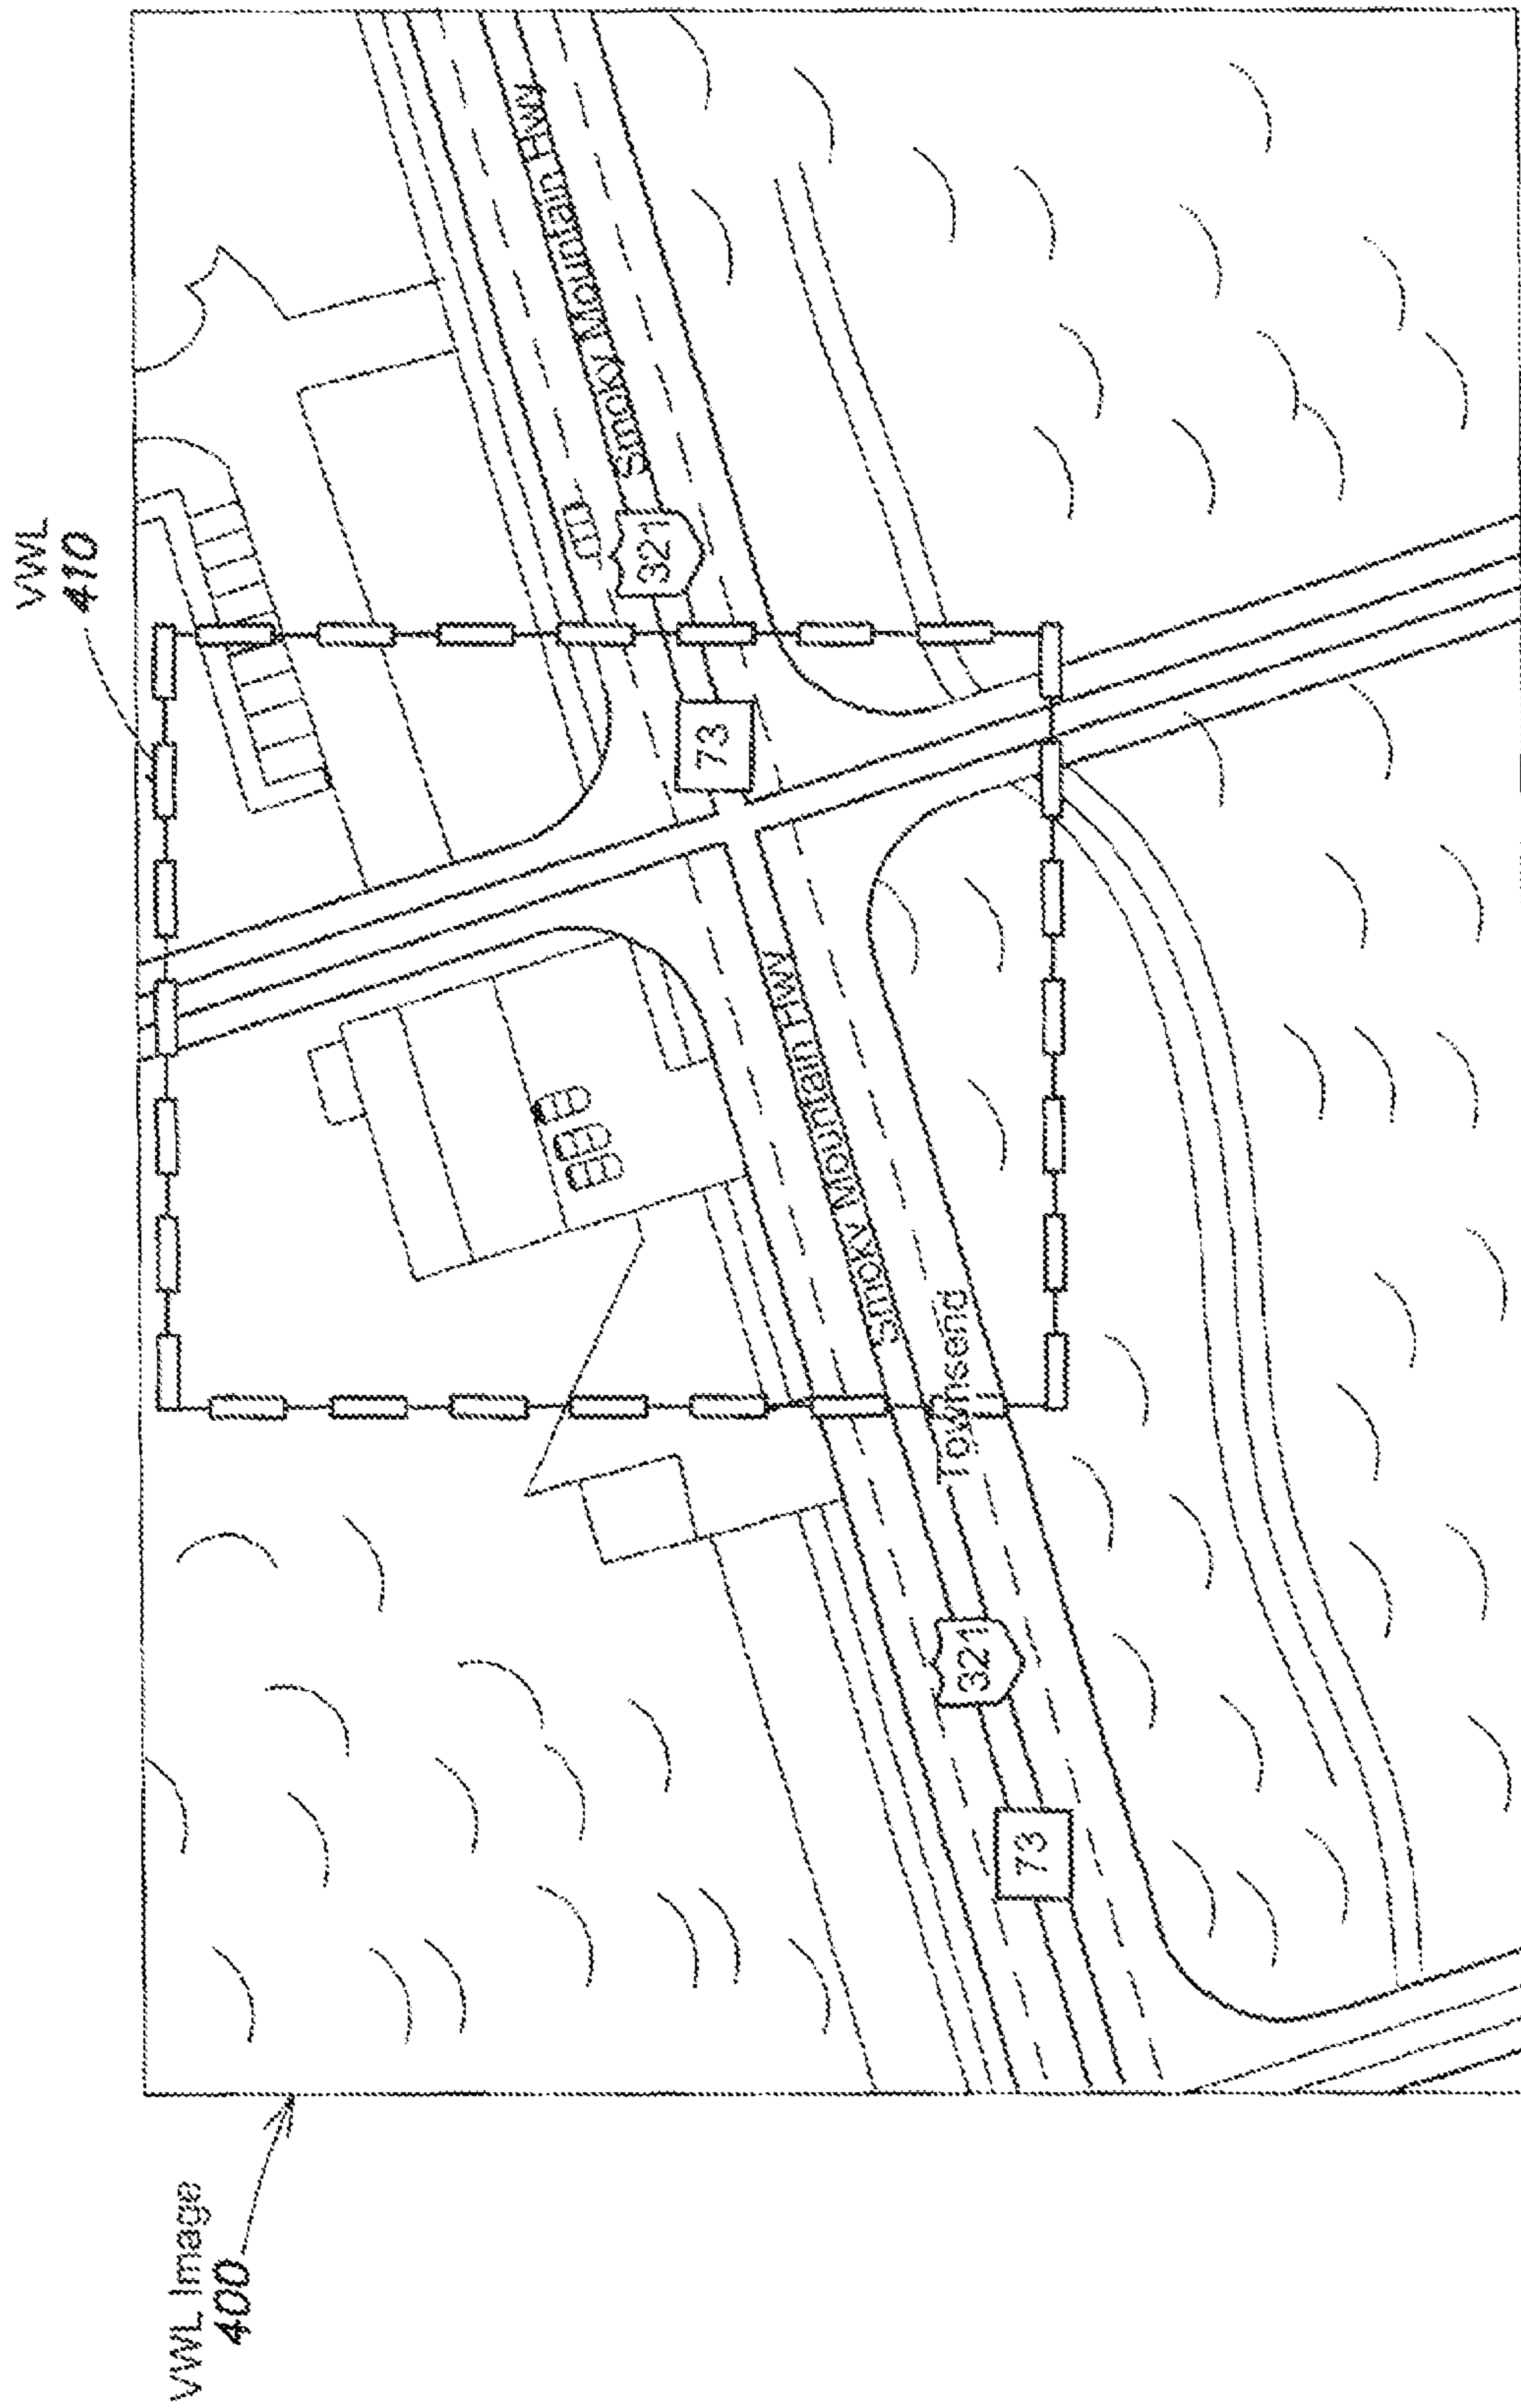 VWL
410
VWL Image
400
Smoky Mountain Hwy
321
73
Smoky Mountain Hwy
Townsend
321
73